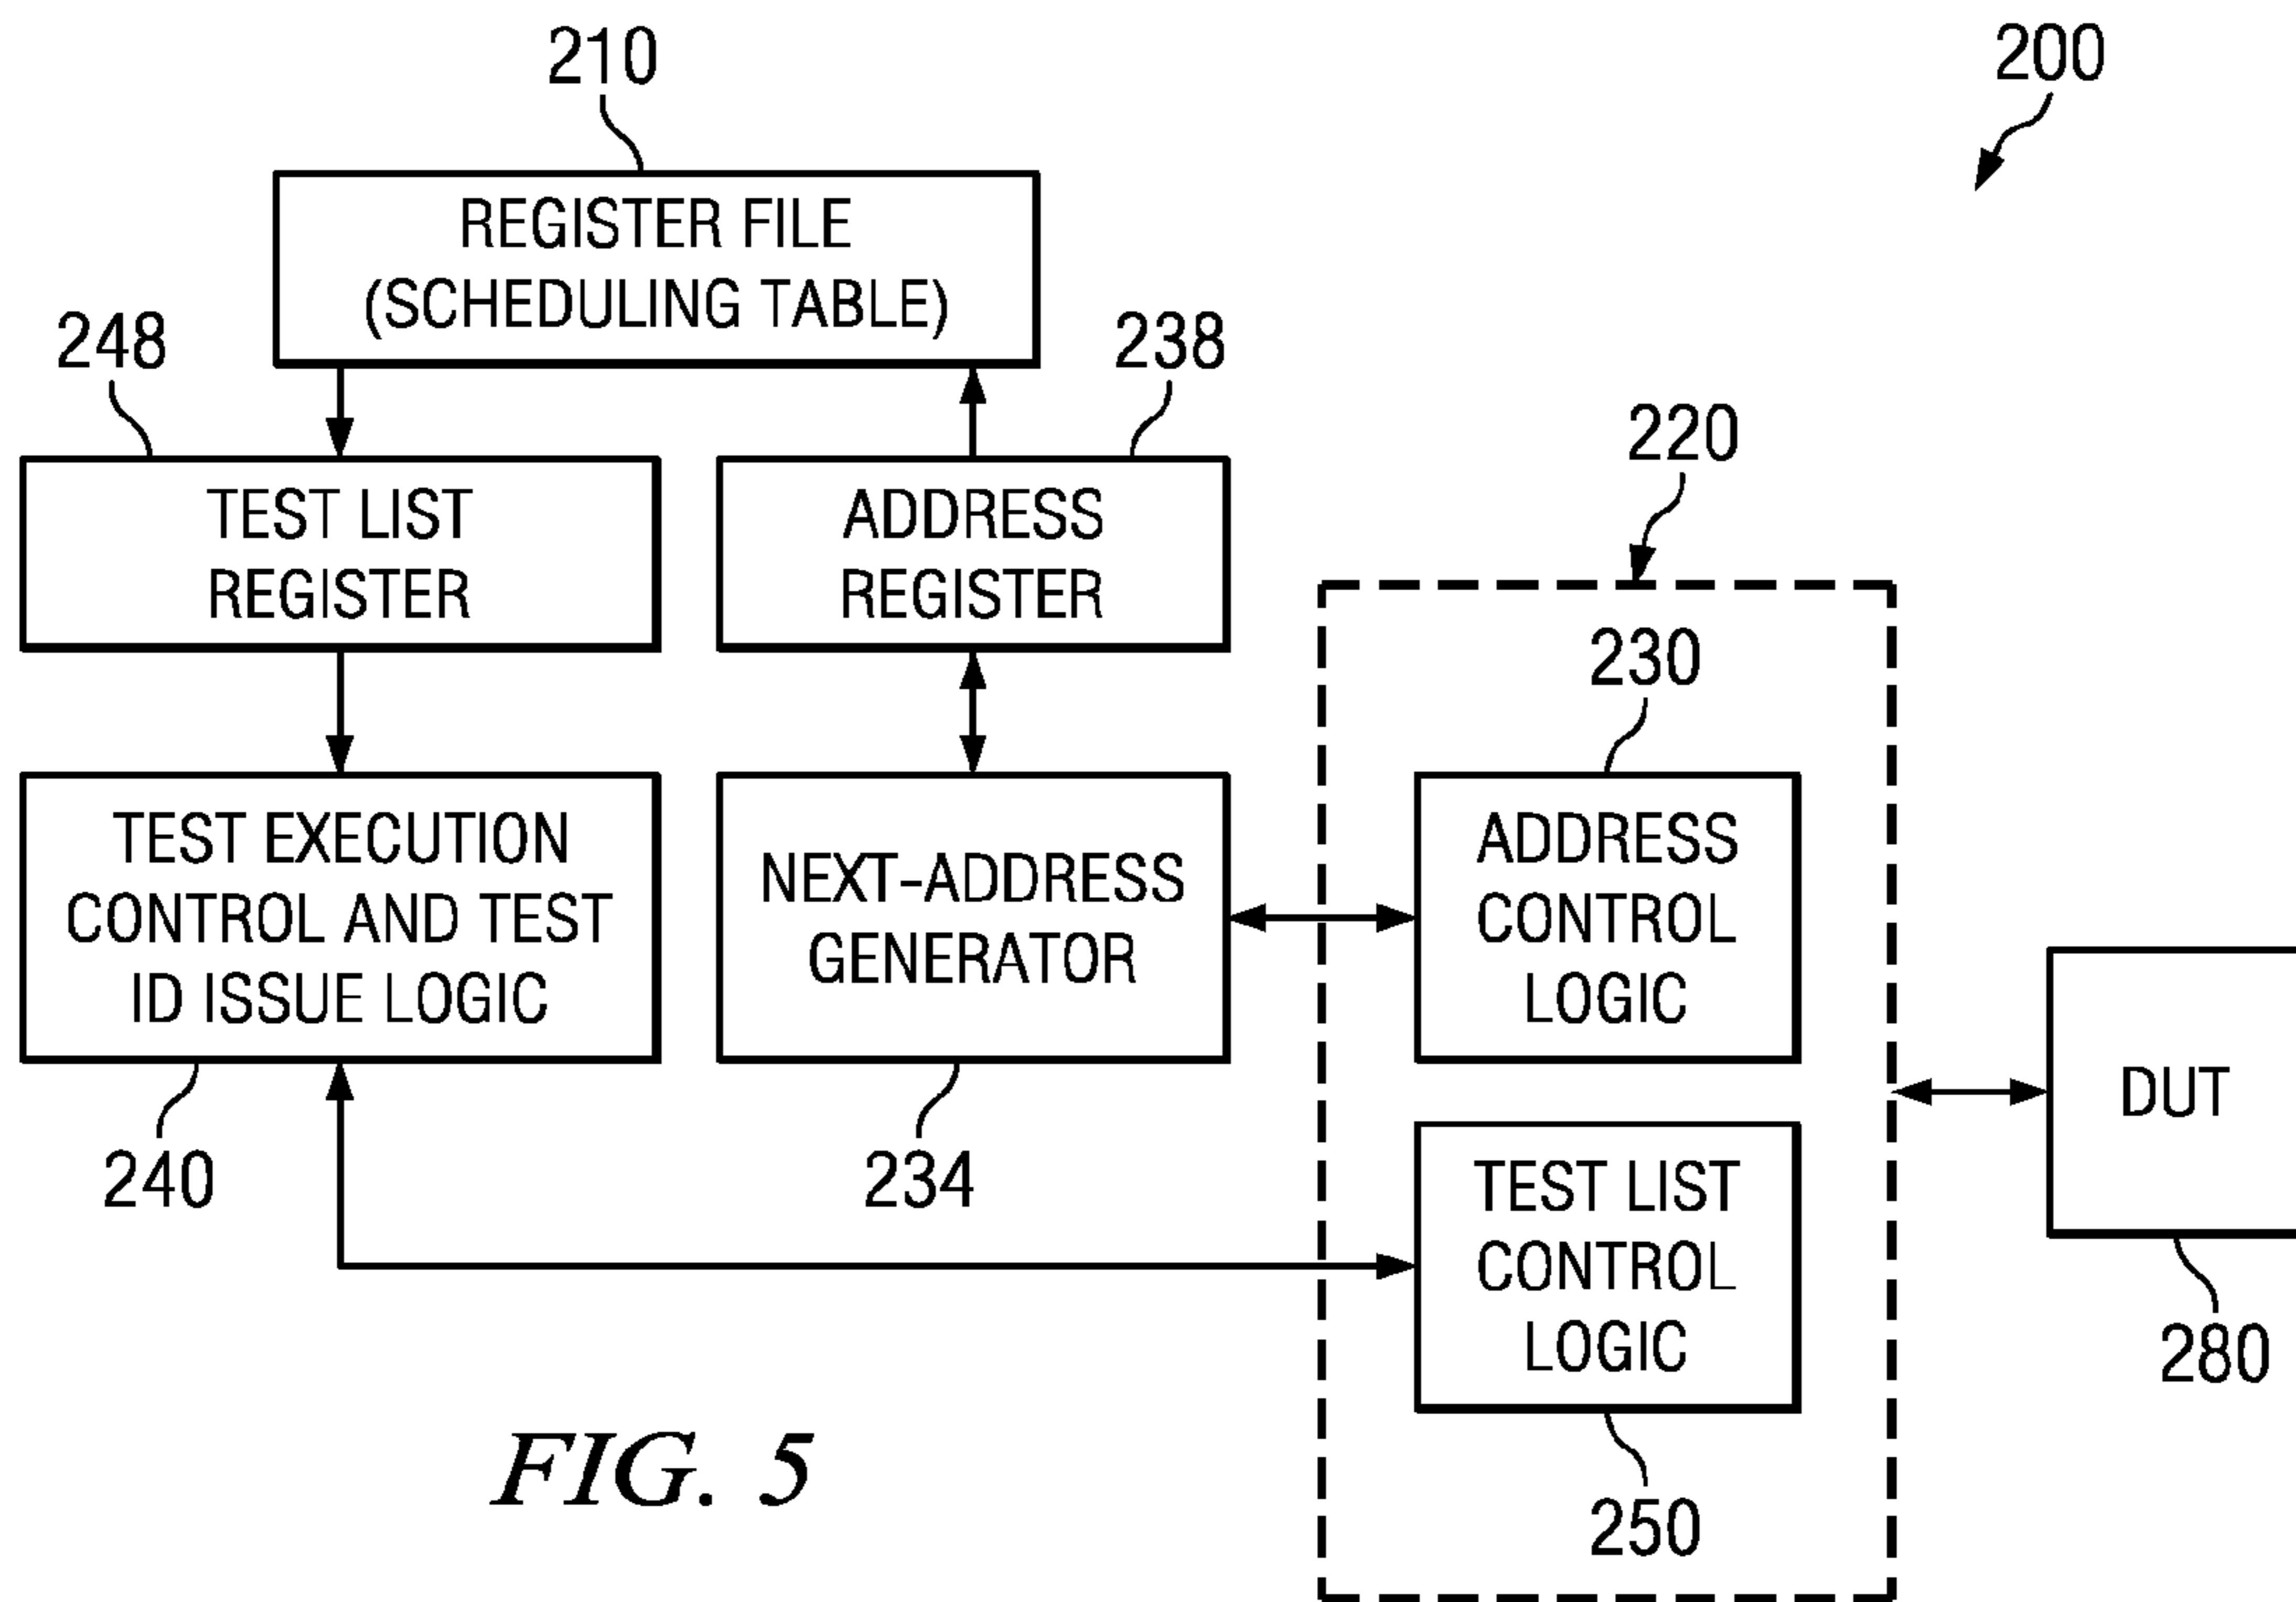 210
200
REGISTER FILE
(SCHEDULING TABLE)
248
238
220
TEST LIST
REGISTER
ADDRESS
REGISTER
230
TEST EXECUTION
CONTROL AND TEST
ID ISSUE LOGIC
NEXT-ADDRESS
GENERATOR
ADDRESS
CONTROL
LOGIC
DUT
240
234
TEST LIST
CONTROL
LOGIC
280
250
FIG. 5